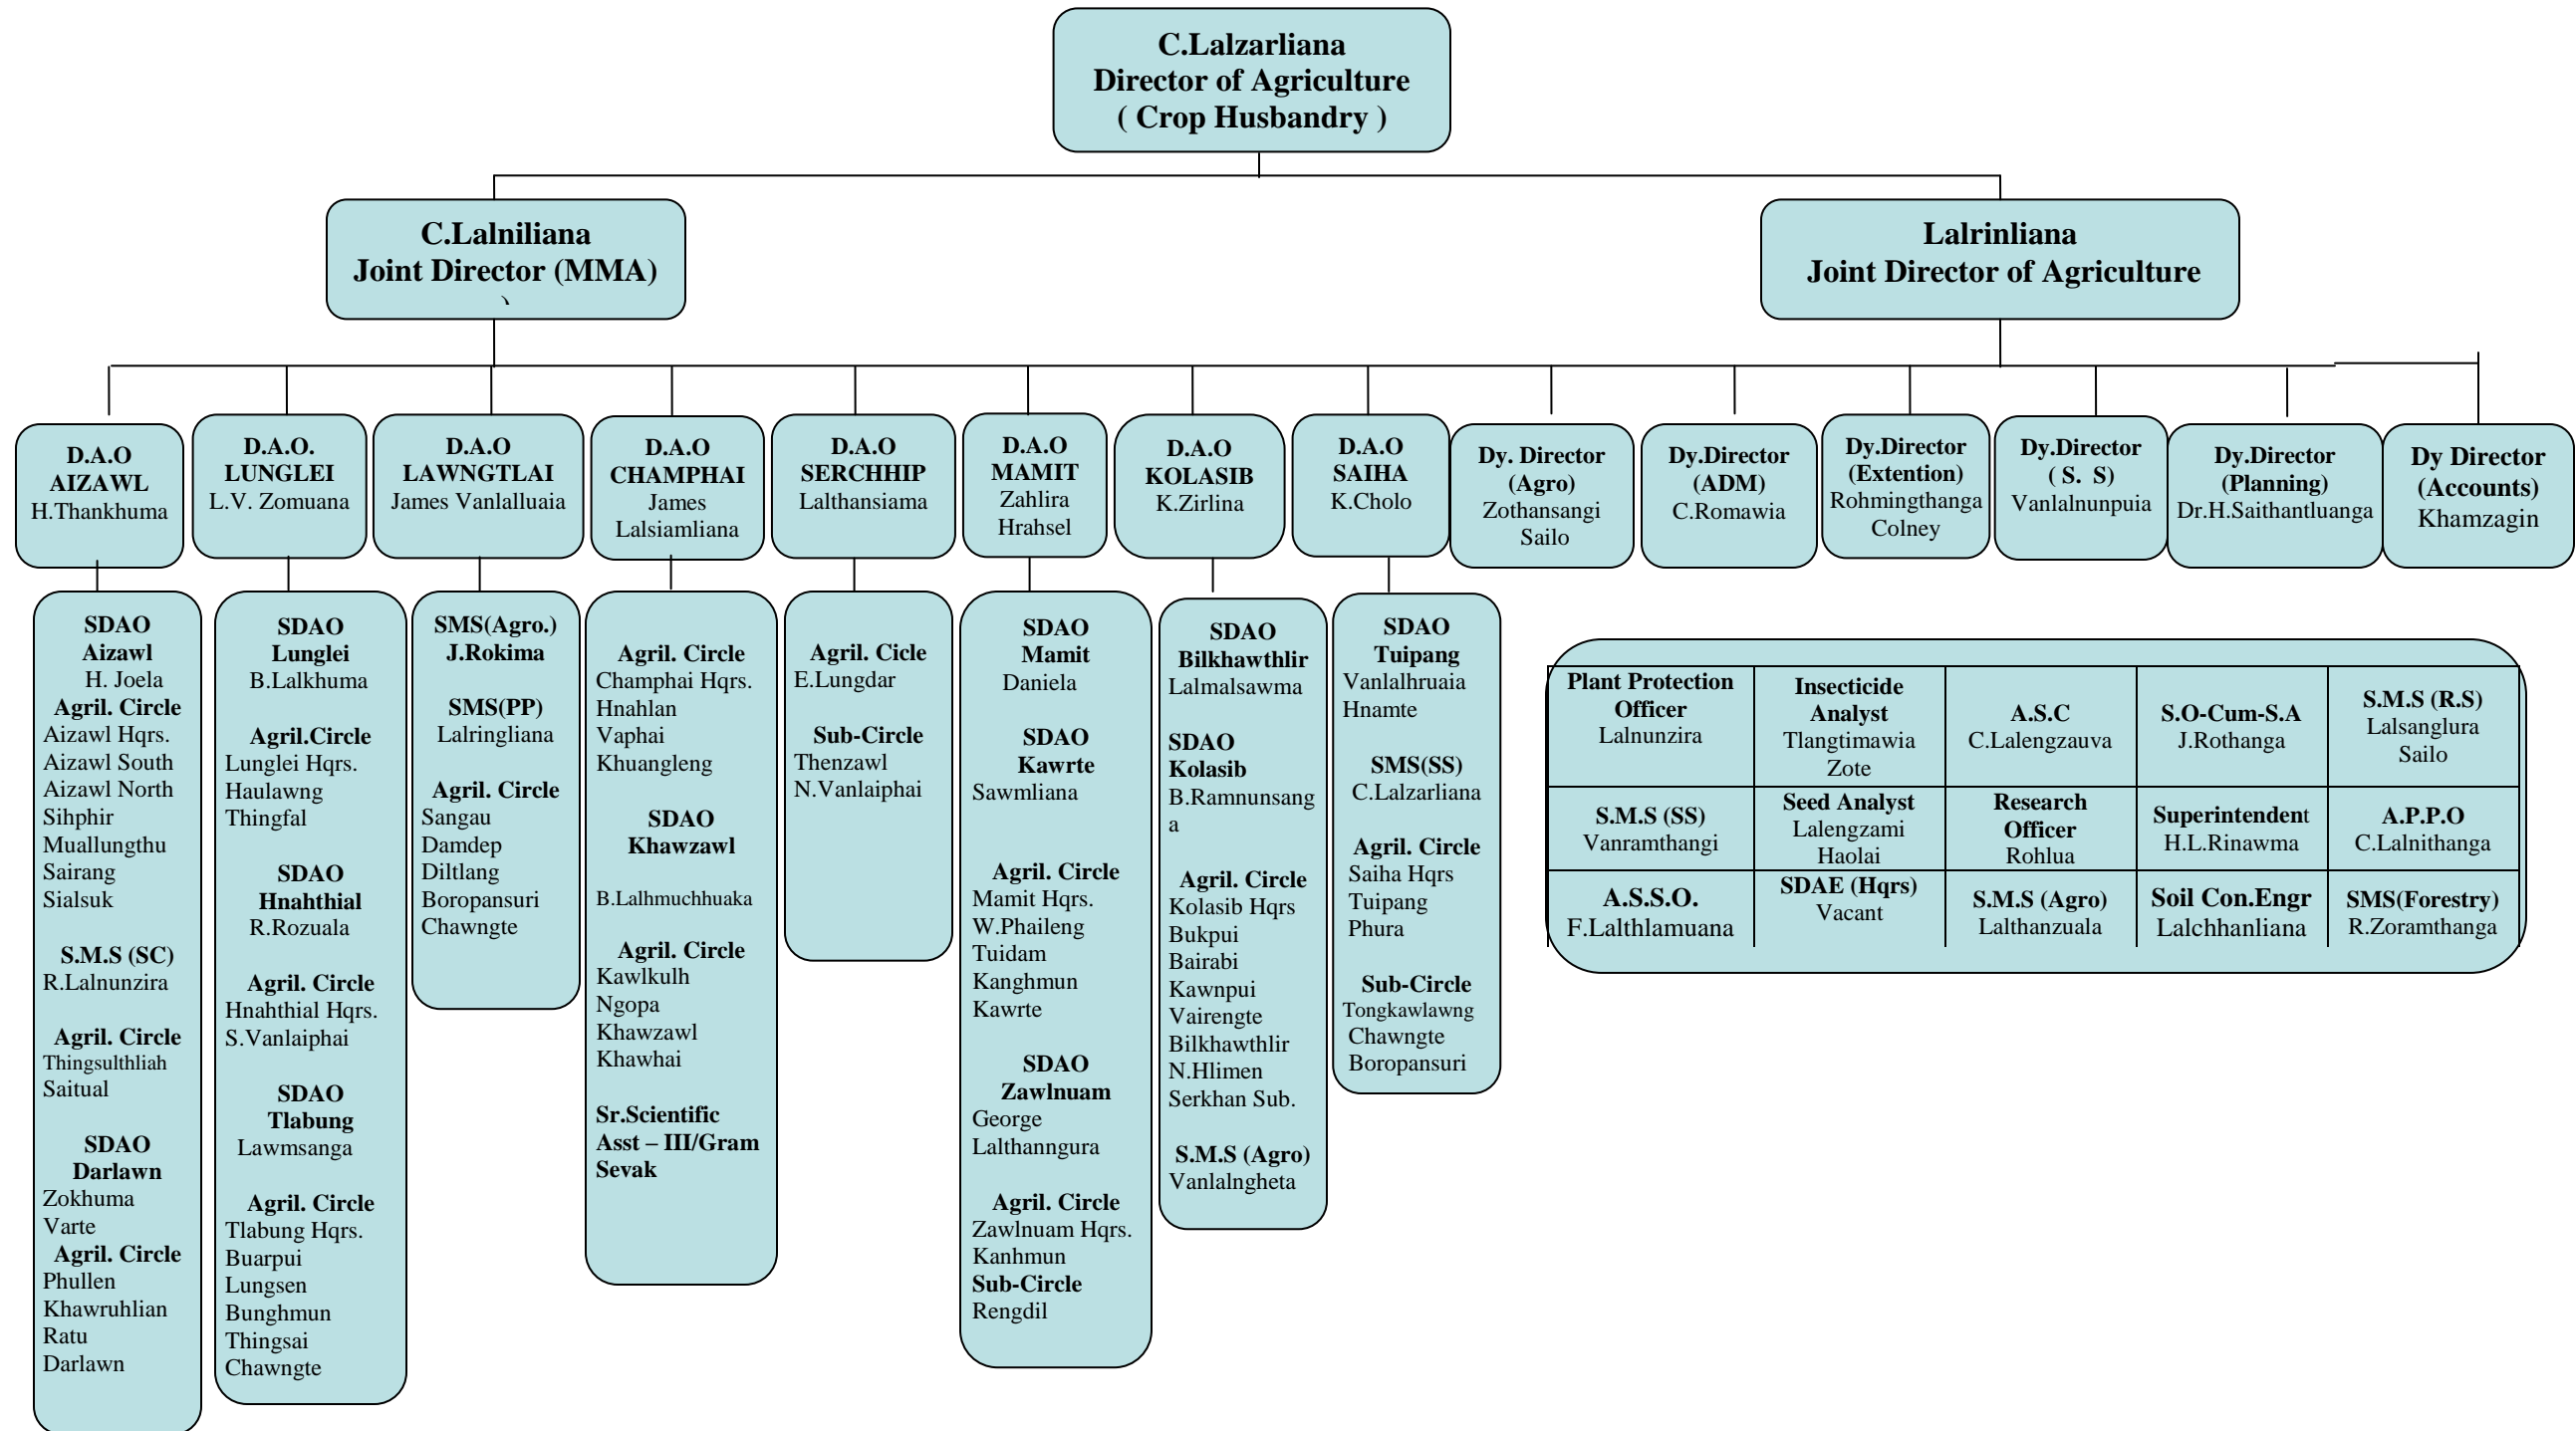 C.Lalzarliana
Director of Agriculture
( Crop Husbandry )
C.Lalniliana
Joint Director (MMA)
)
Lalrinliana
Joint Director of Agriculture
D.A.O
AIZAWL
H.Thankhuma
D.A.O.
LUNGLEI
L.V. Zomuana
D.A.O
LAWNGTLAI
James Vanlalluaia
D.A.O
CHAMPHAI
James
Lalsiamliana
D.A.O
SERCHHIP
Lalthansiama
D.A.O
MAMIT
Zahlira
Hrahsel
D.A.O
KOLASIB
K.Zirlina
D.A.O
SAIHA
K.Cholo
Dy. Director
(Agro)
Zothansangi
Sailo
Dy.Director
(ADM)
C.Romawia
Dy.Director
(Extention)
Rohmingthanga
Colney
Dy.Director
( S. S)
Vanlalnunpuia
Dy.Director
(Planning)
Dr.H.Saithantluanga
Dy Director
(Accounts)
Khamzagin
SDAO
Aizawl
H. Joela
Agril. Circle
Aizawl Hqrs.
Aizawl South
Aizawl North
Sihphir
Muallungthu
Sairang
Sialsuk
S.M.S (SC)
R.Lalnunzira
Agril. Circle
Thingsulthliah
Saitual
SDAO
Darlawn
Zokhuma
Varte
Agril. Circle
Phullen
Khawruhlian
Ratu
Darlawn
SDAO
Lunglei
B.Lalkhuma
Agril.Circle
Lunglei Hqrs.
Haulawng
Thingfal
SDAO
Hnahthial
R.Rozuala
Agril. Circle
Hnahthial Hqrs.
S.Vanlaiphai
SDAO
Tlabung
Lawmsanga
Agril. Circle
Tlabung Hqrs.
Buarpui
Lungsen
Bunghmun
Thingsai
Chawngte
SMS(Agro.)
J.Rokima
SMS(PP)
Lalringliana
Agril. Circle
Sangau
Damdep
Diltlang
Boropansuri
Chawngte
Agril. Circle
Champhai Hqrs.
Hnahlan
Vaphai
Khuangleng
SDAO
Khawzawl
B.Lalhmuchhuaka
Agril. Circle
Kawlkulh
Ngopa
Khawzawl
Khawhai
Sr.Scientific
Asst – III/Gram
Sevak
Agril. Cicle
E.Lungdar
Sub-Circle
Thenzawl
N.Vanlaiphai
SDAO
Mamit
Daniela
SDAO
Kawrte
Sawmliana
Agril. Circle
Mamit Hqrs.
W.Phaileng
Tuidam
Kanghmun
Kawrte
SDAO
Zawlnuam
George
Lalthanngura
Agril. Circle
Zawlnuam Hqrs.
Kanhmun
Sub-Circle
Rengdil
SDAO
Bilkhawthlir
Lalmalsawma
SDAO
Kolasib
B.Ramnunsang
a
Agril. Circle
Kolasib Hqrs
Bukpui
Bairabi
Kawnpui
Vairengte
Bilkhawthlir
N.Hlimen
Serkhan Sub.
S.M.S (Agro)
Vanlalngheta
SDAO
Tuipang
Vanlalhruaia
Hnamte
SMS(SS)
C.Lalzarliana
Agril. Circle
Saiha Hqrs
Tuipang
Phura
Sub-Circle
Tongkawlawng
Chawngte
Boropansuri
Plant Protection
Officer
Lalnunzira
Insecticide
Analyst
Tlangtimawia
Zote
A.S.C
C.Lalengzauva
S.O-Cum-S.A
J.Rothanga
S.M.S (R.S)
Lalsanglura
Sailo
S.M.S (SS)
Vanramthangi
Seed Analyst
Lalengzami
Haolai
Research
Officer
Rohlua
Superintendent
H.L.Rinawma
A.P.P.O
C.Lalnithanga
A.S.S.O.
F.Lalthlamuana
SDAE (Hqrs)
Vacant
S.M.S (Agro)
Lalthanzuala
Soil Con.Engr
Lalchhanliana
SMS(Forestry)
R.Zoramthanga